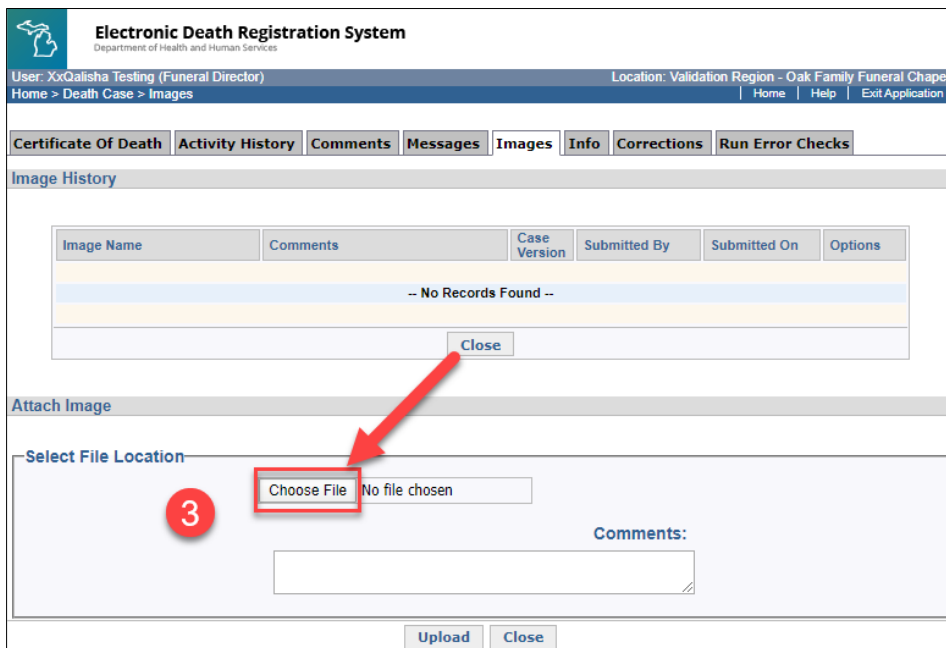 Electronic Death Registration System
Department of Health and Human Services
User: XxQalisha Testing (Funeral Director) Location: Validation Region - Oak Family Funeral Chape
Home > Death Case > Images | Home | Help | Exit Application
Certificate Of Death Activity History Comments Messages Images Info Corrections Run Error Checks
Image History
Image Name Comments Case Version Submitted By Submitted On Options
-- No Records Found --
Close
Attach Image
Select File Location
3 Choose File No file chosen
Comments:
Upload Close